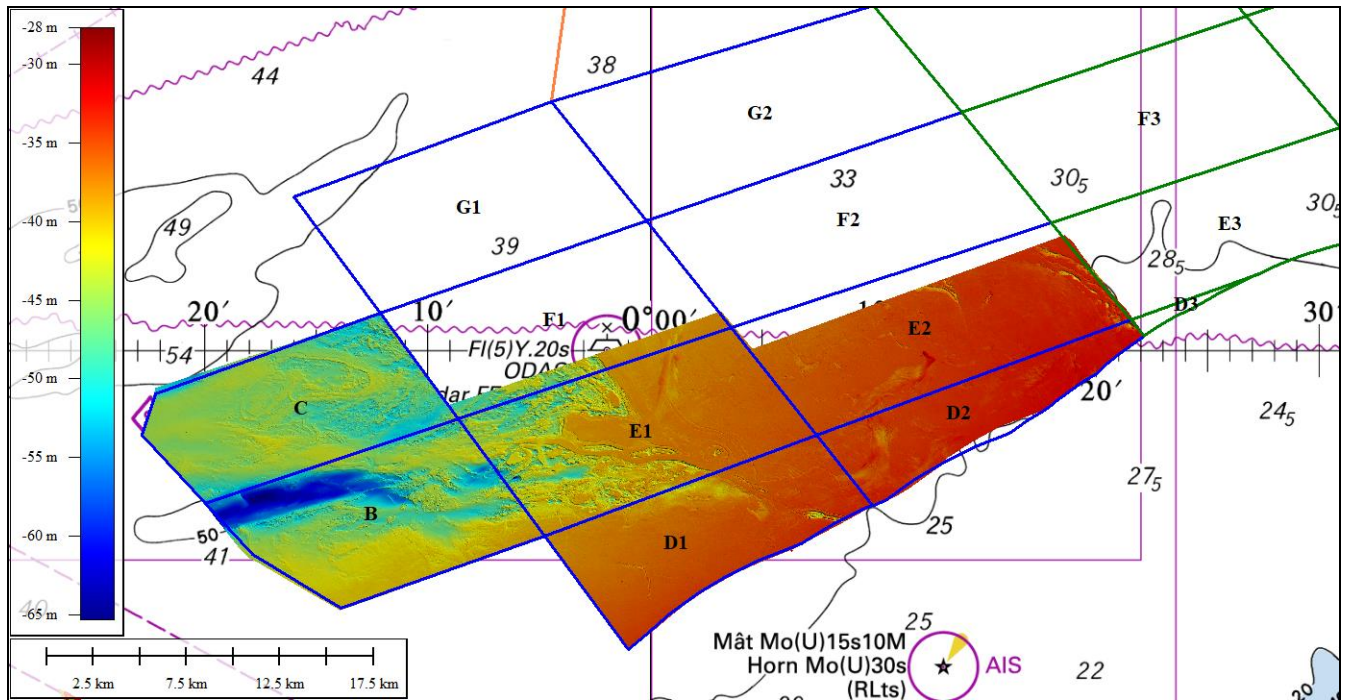 -28 m
-30 m
-35 m
-40 m
-45 m
-50 m
-55 m
-60 m
-65 m
44
38
G2
F3
49
G1
39
33
F2
30₅
30₅
E3
28₅
D3
20′
10′
F1
0°00′
30
54
Fl(5)Y.20s
ODAS
E2
20′
C
E1
D2
24₅
27₅
B
50
41
D1
25
40
25
Mât Mo(U)15s10M
Horn Mo(U)30s
(RLts)
AIS
22
20
2.5 km
7.5 km
12.5 km
17.5 km